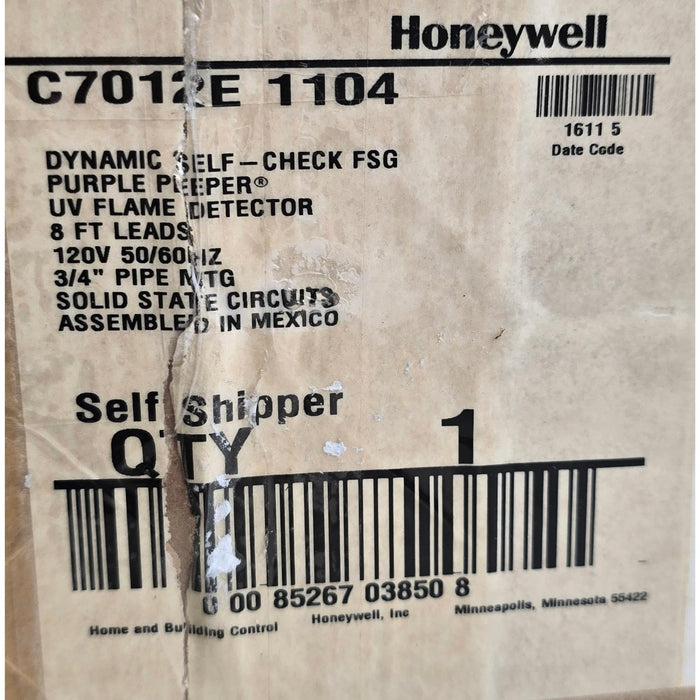 Honeywell
C7012E 1104
1611 5
Date Code
DYNAMIC SELF-CHECK FSG
PURPLE PEEPER®
UV FLAME DETECTOR
8 FT LEADS
120V 50/60HZ
3/4" PIPE MTG
SOLID STATE CIRCUITS
ASSEMBLED IN MEXICO
Self Shipper
QTY 1
0 00 85267 03850 8
Home and Building Control Honeywell, Inc Minneapolis, Minnesota 55422